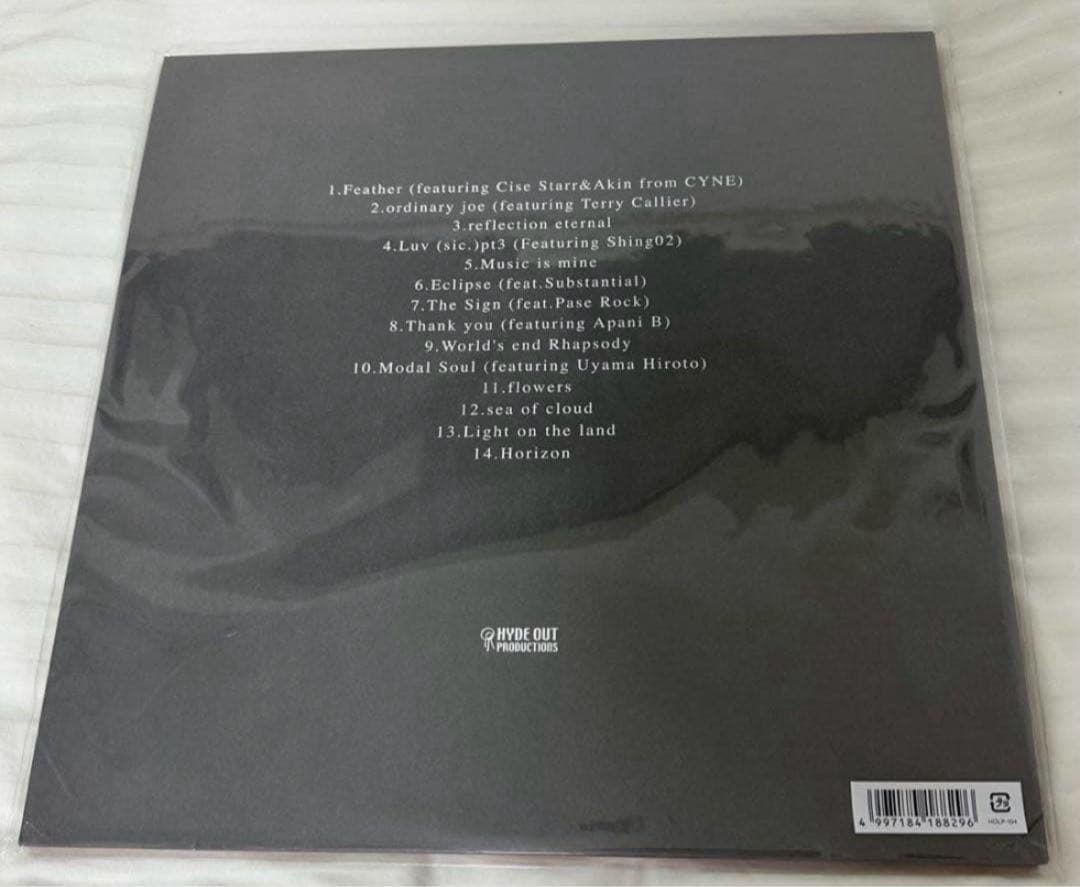 1.Feather (featuring Cise Starr&Akin from CYNE)
2.ordinary joe (featuring Terry Callier)
3.reflection eternal
4.Luv (sic.)pt3 (Featuring Shing02)
5.Music is mine
6.Eclipse (feat.Substantial)
7.The Sign (feat.Pase Rock)
8.Thank you (featuring Apani B)
9.World's end Rhapsody
10.Modal Soul (featuring Uyama Hiroto)
11.flowers
12.sea of cloud
13.Light on the land
14.Horizon
HYDE OUT
PRODUCTIONS
4 997184 188296